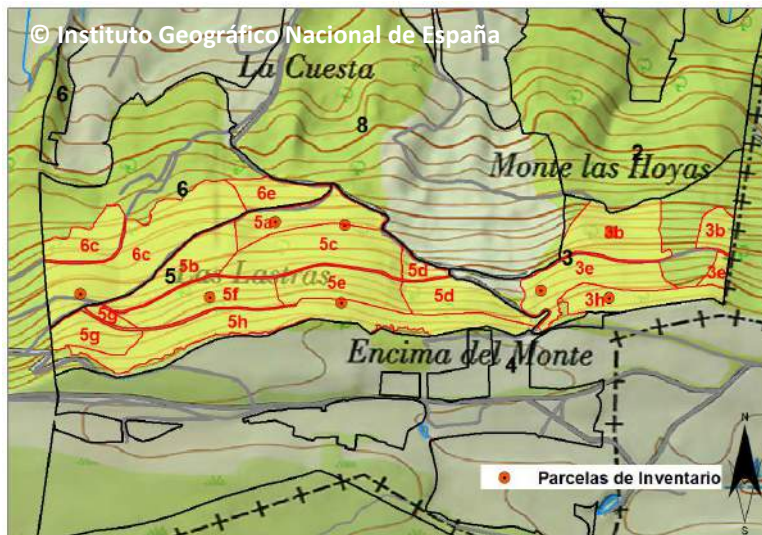 © Instituto Geográfico Nacional de España
La Cuesta
6
8
2
Monte las Hoyas
6
6e
5a
3b
3b
6c
6c
5c
5b
5
Las Lastras
5d
3
3e
3e
5e
5d
5f
3h
5g
5h
5g
Encima del Monte
4
N
Parcelas de Inventario
S